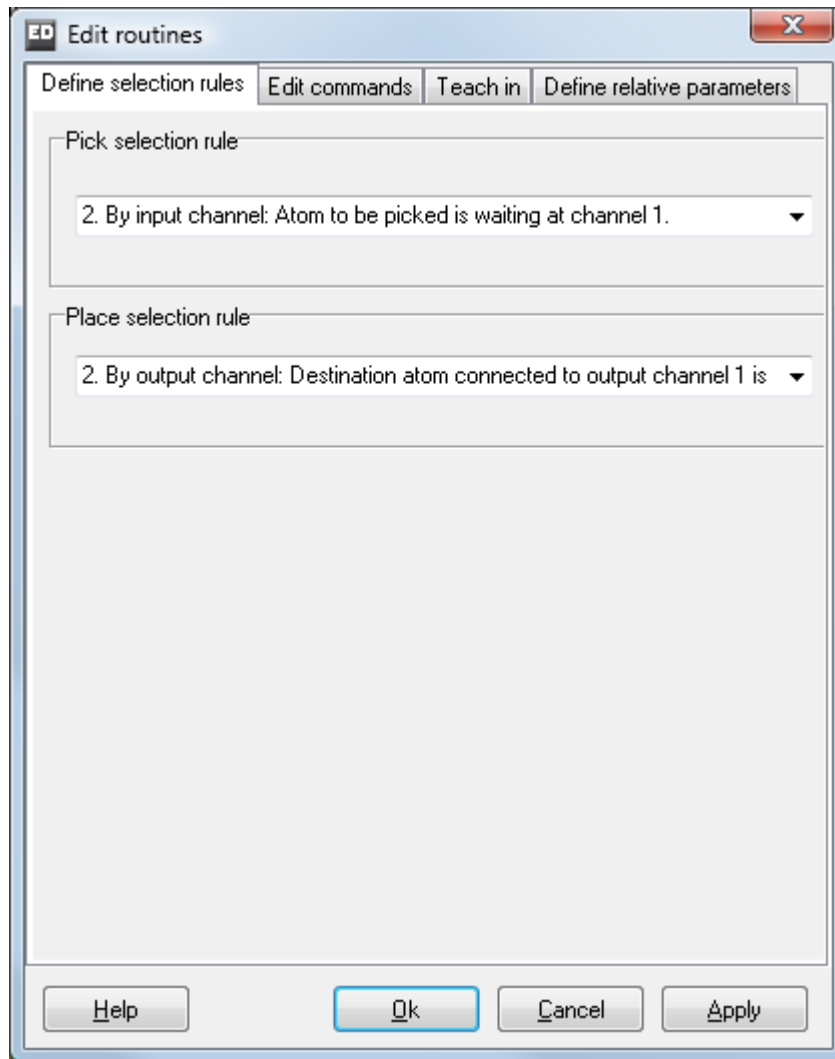 ED Edit routines
Define selection rules Edit commands Teach in Define relative parameters
Pick selection rule
2. By input channel: Atom to be picked is waiting at channel 1.
Place selection rule
2. By output channel: Destination atom connected to output channel 1 is
Help Ok Cancel Apply